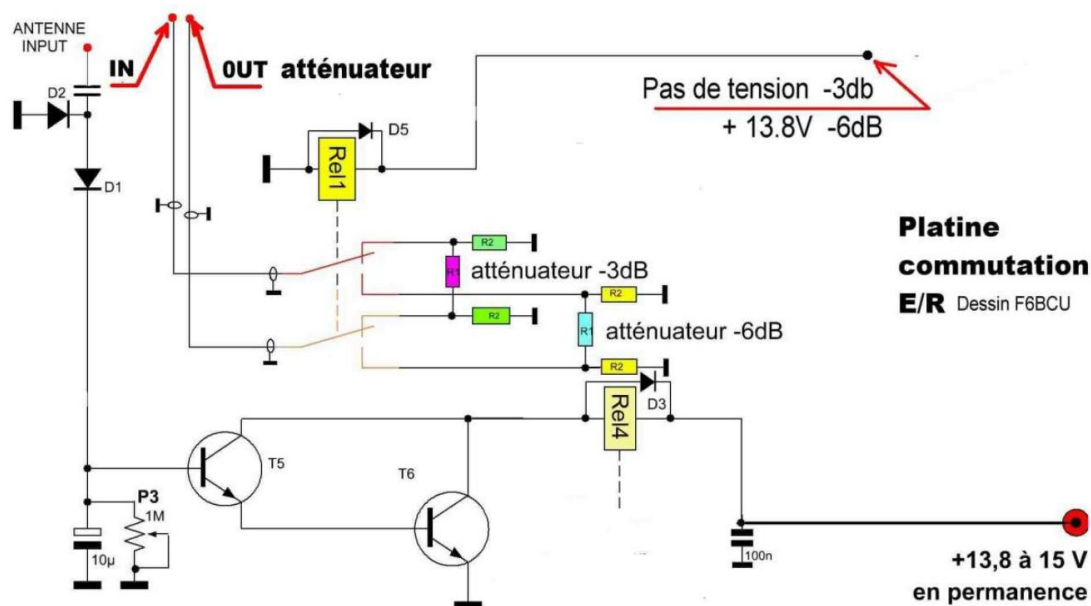 ANTENNE
INPUT
IN
0UT atténuateur
D2
D1
D5
Rel1
Pas de tension -3db
+ 13.8V -6dB
R2
R1
atténuateur -3dB
R2
R2
R1
atténuateur -6dB
R2
Platine
commutation
E/R Dessin F6BCU
D3
Rel4
T5
T6
P3
1M
10µ
100n
+13,8 à 15 V
en permanence